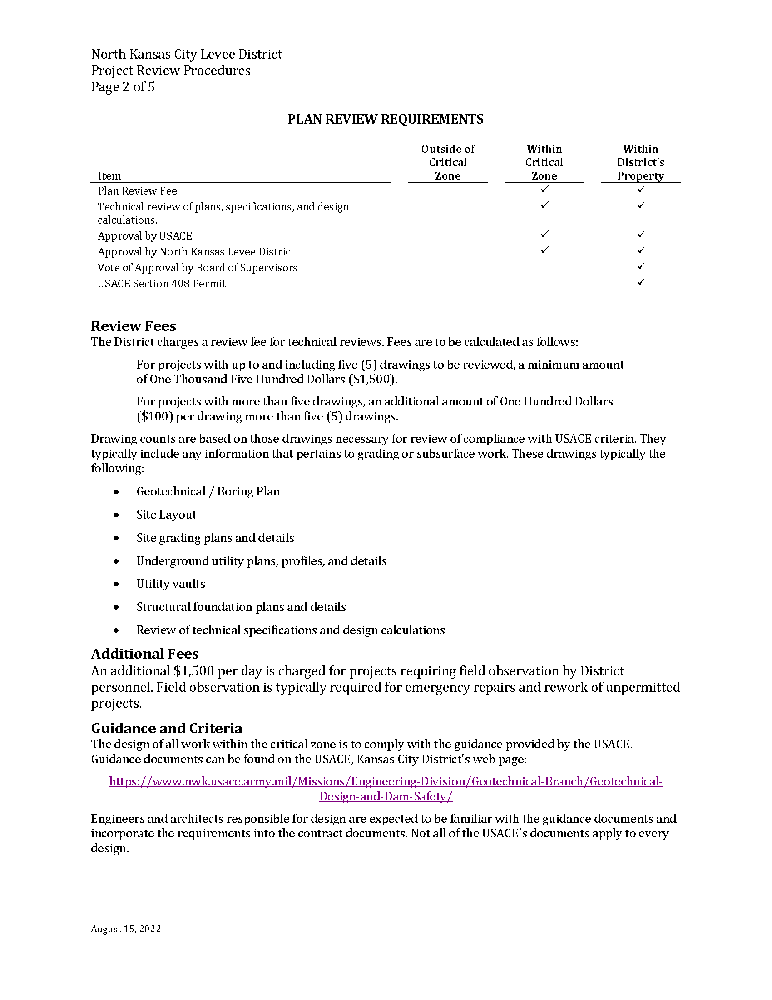 North Kansas City Levee District
Project Review Procedures
Page 2 of 5
PLAN REVIEW REQUIREMENTS
Item
Outside of
Critical
Zone
Within
Critical
Zone
Within
District's
Property
Plan Review Fee ✓ ✓
Technical review of plans, specifications, and design ✓ ✓
calculations.
Approval by USACE ✓ ✓
Approval by North Kansas Levee District ✓ ✓
Vote of Approval by Board of Supervisors ✓
USACE Section 408 Permit ✓
Review Fees
The District charges a review fee for technical reviews. Fees are to be calculated as follows:
For projects with up to and including five (5) drawings to be reviewed, a minimum amount
of One Thousand Five Hundred Dollars ($1,500).
For projects with more than five drawings, an additional amount of One Hundred Dollars
($100) per drawing more than five (5) drawings.
Drawing counts are based on those drawings necessary for review of compliance with USACE criteria. They
typically include any information that pertains to grading or subsurface work. These drawings typically the
following:
• Geotechnical / Boring Plan
• Site Layout
• Site grading plans and details
• Underground utility plans, profiles, and details
• Utility vaults
• Structural foundation plans and details
• Review of technical specifications and design calculations
Additional Fees
An additional $1,500 per day is charged for projects requiring field observation by District
personnel. Field observation is typically required for emergency repairs and rework of unpermitted
projects.
Guidance and Criteria
The design of all work within the critical zone is to comply with the guidance provided by the USACE.
Guidance documents can be found on the USACE, Kansas City District's web page:
https://www.nwk.usace.army.mil/Missions/Engineering-Division/Geotechnical-Branch/Geotechnical-
Design-and-Dam-Safety/
Engineers and architects responsible for design are expected to be familiar with the guidance documents and
incorporate the requirements into the contract documents. Not all of the USACE's documents apply to every
design.
August 15, 2022